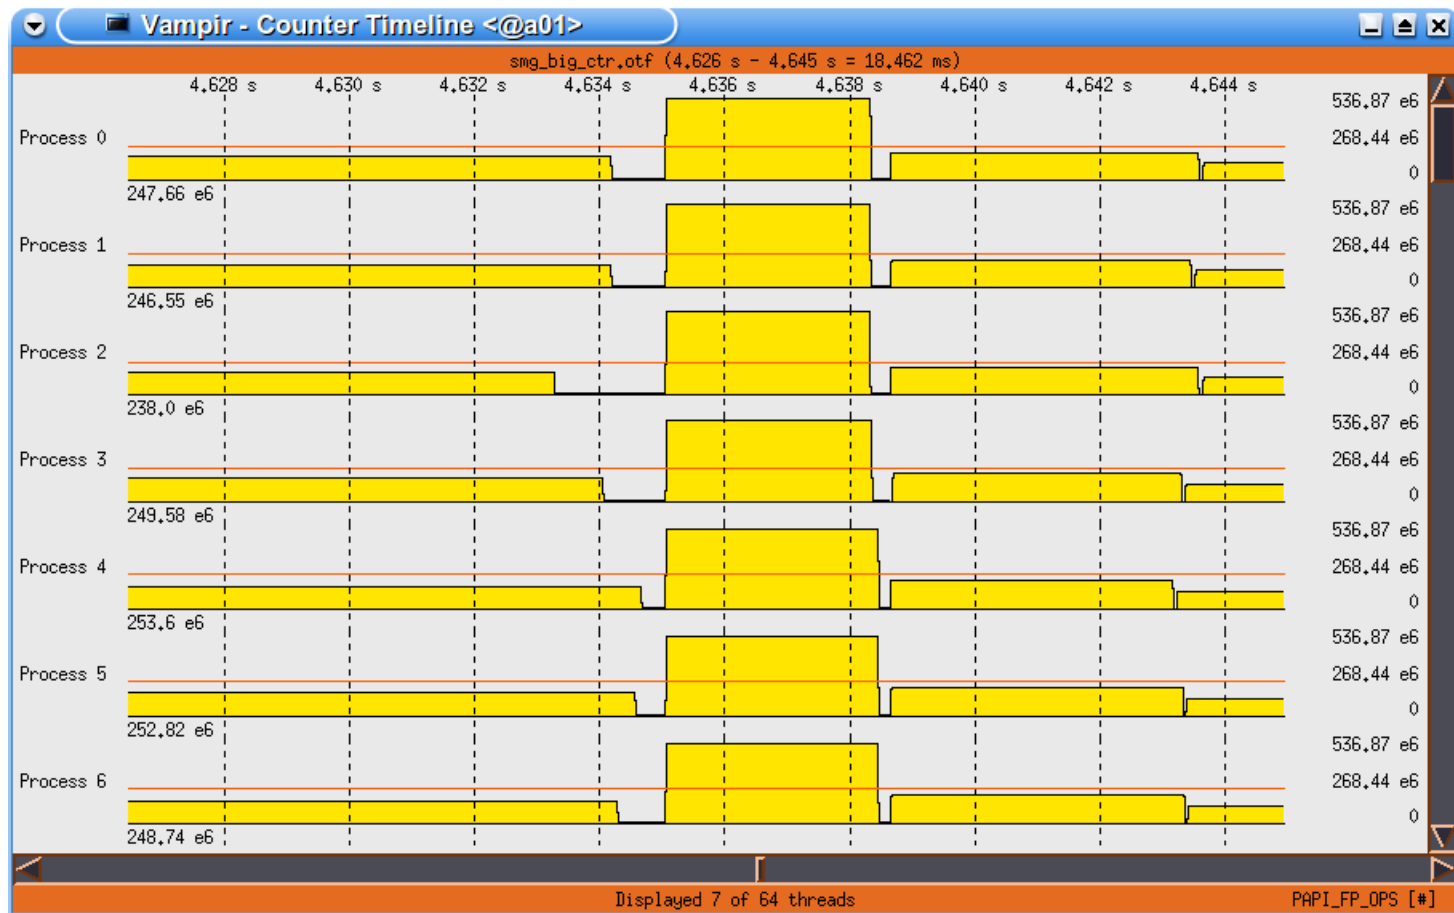 Vampir - Counter Timeline <@a01>
smg_big_ctr.otf (4.626 s - 4.645 s = 18.462 ms)
4.628 s 4.630 s 4.632 s 4.634 s 4.636 s 4.638 s 4.640 s 4.642 s 4.644 s
536.87 e6
Process 0 268.44 e6
0
247.66 e6
536.87 e6
Process 1 268.44 e6
0
246.55 e6
536.87 e6
Process 2 268.44 e6
0
238.0 e6
536.87 e6
Process 3 268.44 e6
0
249.58 e6
536.87 e6
Process 4 268.44 e6
0
253.6 e6
536.87 e6
Process 5 268.44 e6
0
252.82 e6
536.87 e6
Process 6 268.44 e6
0
248.74 e6
Displayed 7 of 64 threads PAPI_FP_OPS [#]